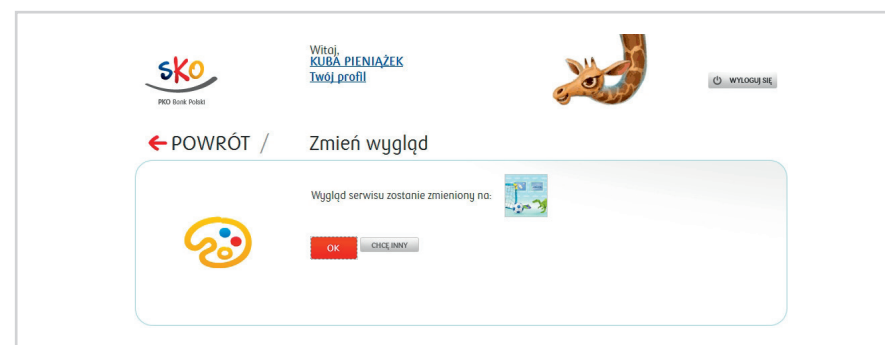 Witaj,
KUBA PIENIĄŻEK
Twój profil
SKO
PKO Bank Polski
WYLOGUJ SIĘ
POWRÓT / Zmień wygląd
Wygląd serwisu zostanie zmieniony na:
OK CHCĘ INNY